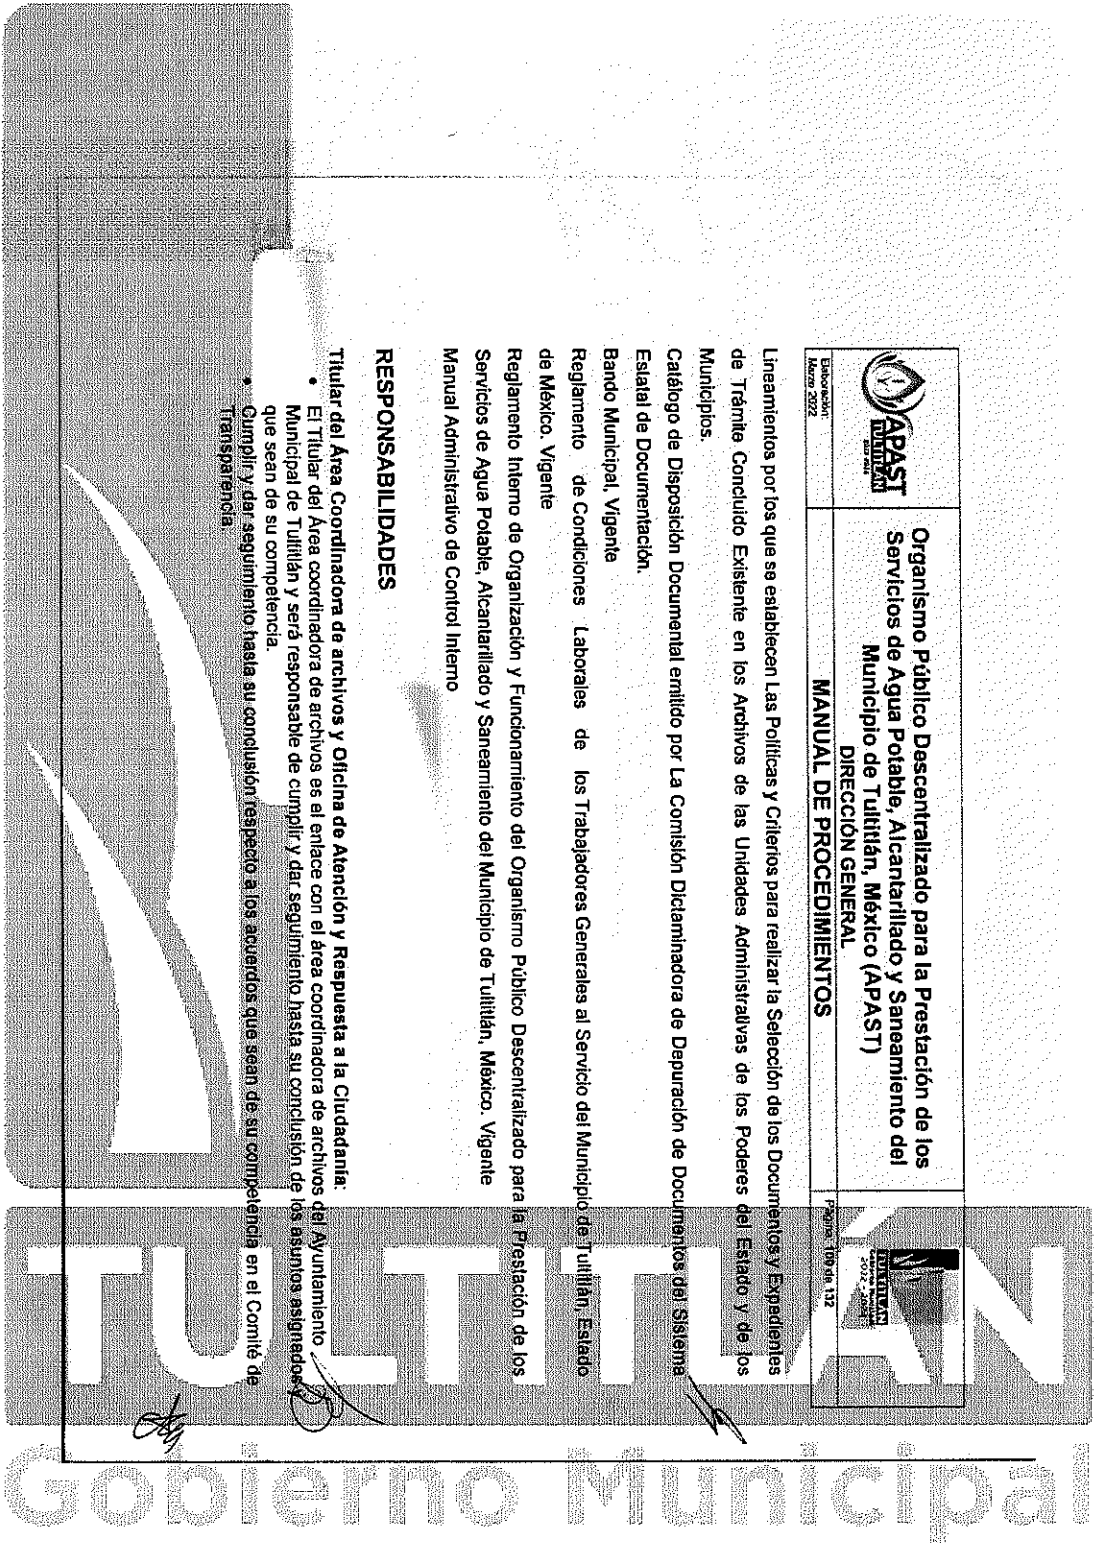 APAST
TULTITLÁN
Organismo Público Descentralizado para la Prestación de los
Servicios de Agua Potable, Alcantarillado y Saneamiento del
Municipio de Tultitlán, México (APAST)
DIRECCIÓN GENERAL
TULTITLÁN
Elaboración:
Marzo 2022
MANUAL DE PROCEDIMIENTOS
Página: 109 de 132
Lineamientos por los que se establecen Las Políticas y Criterios para realizar la Selección de los Documentos y Expedientes
de Trámite Concluido Existente en los Archivos de las Unidades Administrativas de los Poderes del Estado y de los
Municipios.
Catálogo de Disposición Documental emitido por La Comisión Dictaminadora de Depuración de Documentos del Sistema
Estatal de Documentación.
Bando Municipal, Vigente
Reglamento de Condiciones Laborales de los Trabajadores Generales al Servicio del Municipio de Tultitlán, Estado
de México. Vigente
Reglamento Interno de Organización y Funcionamiento del Organismo Público Descentralizado para la Prestación de los
Servicios de Agua Potable, Alcantarillado y Saneamiento del Municipio de Tultitlán, México. Vigente
Manual Administrativo de Control Interno
RESPONSABILIDADES
Titular del Área Coordinadora de archivos y Oficina de Atención y Respuesta a la Ciudadanía:
• El Titular del Área coordinadora de archivos es el enlace con el área coordinadora de archivos del Ayuntamiento
Municipal de Tultitlán y será responsable de cumplir y dar seguimiento hasta su conclusión de los asuntos asignados y
que sean de su competencia.
• Cumplir y dar seguimiento hasta su conclusión respecto a los acuerdos que sean de su competencia en el Comité de
Transparencia.
TULTITLÁN
Gobierno Municipal